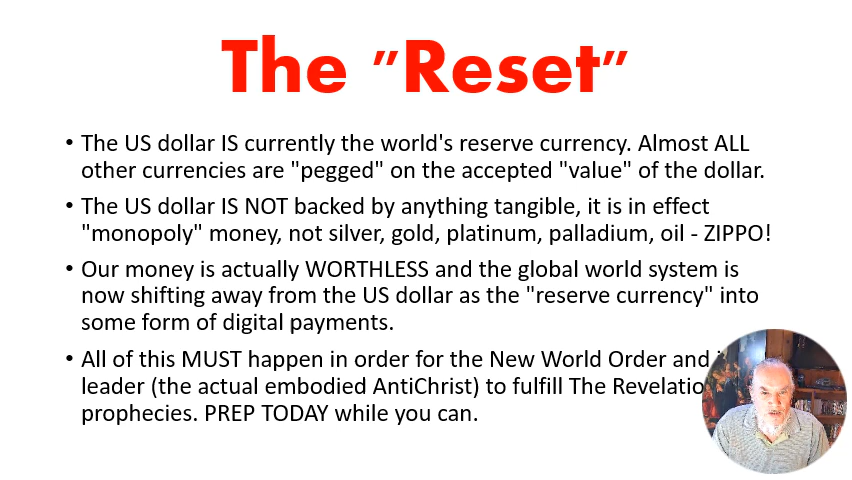 The "Reset"
• The US dollar IS currently the world's reserve currency. Almost ALL
other currencies are "pegged" on the accepted "value" of the dollar.
• The US dollar IS NOT backed by anything tangible, it is in effect
"monopoly" money, not silver, gold, platinum, palladium, oil - ZIPPO!
• Our money is actually WORTHLESS and the global world system is
now shifting away from the US dollar as the "reserve currency" into
some form of digital payments.
• All of this MUST happen in order for the New World Order and
leader (the actual embodied AntiChrist) to fulfill The
prophecies. PREP TODAY while you can.